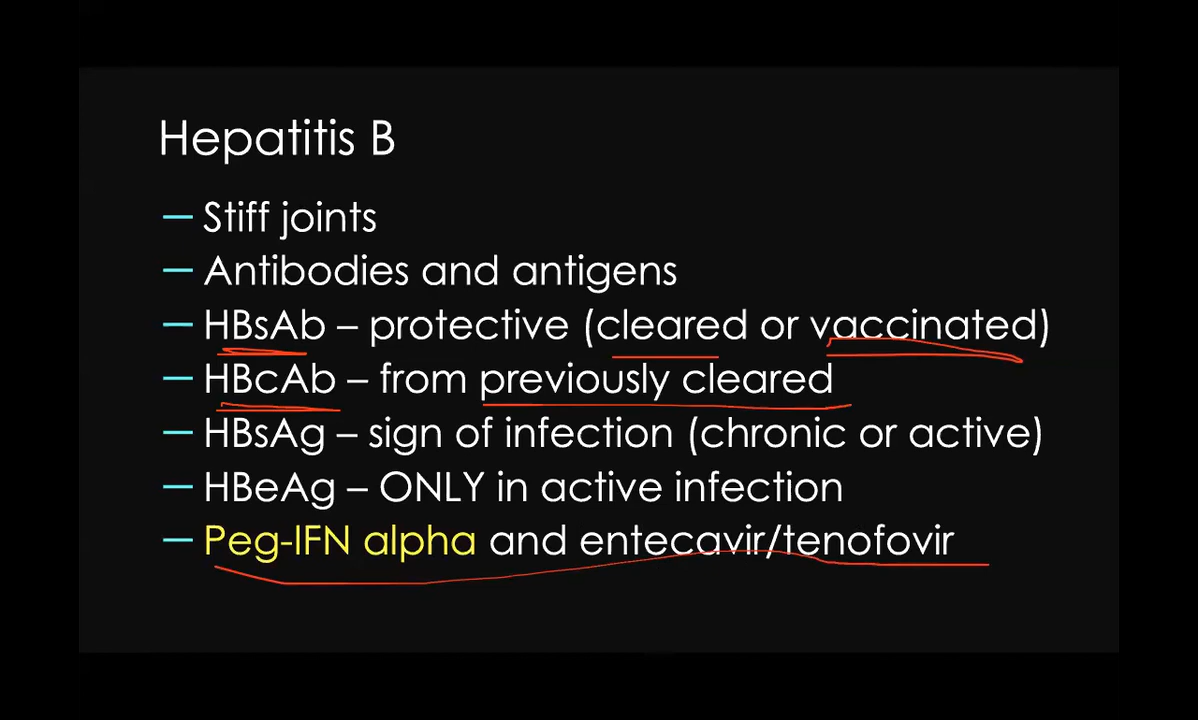 Hepatitis B
– Stiff joints
– Antibodies and antigens
– HBsAb – protective (cleared or vaccinated)
– HBcAb – from previously cleared
– HBsAg – sign of infection (chronic or active)
– HBeAg – ONLY in active infection
– Peg-IFN alpha and entecavir/tenofovir